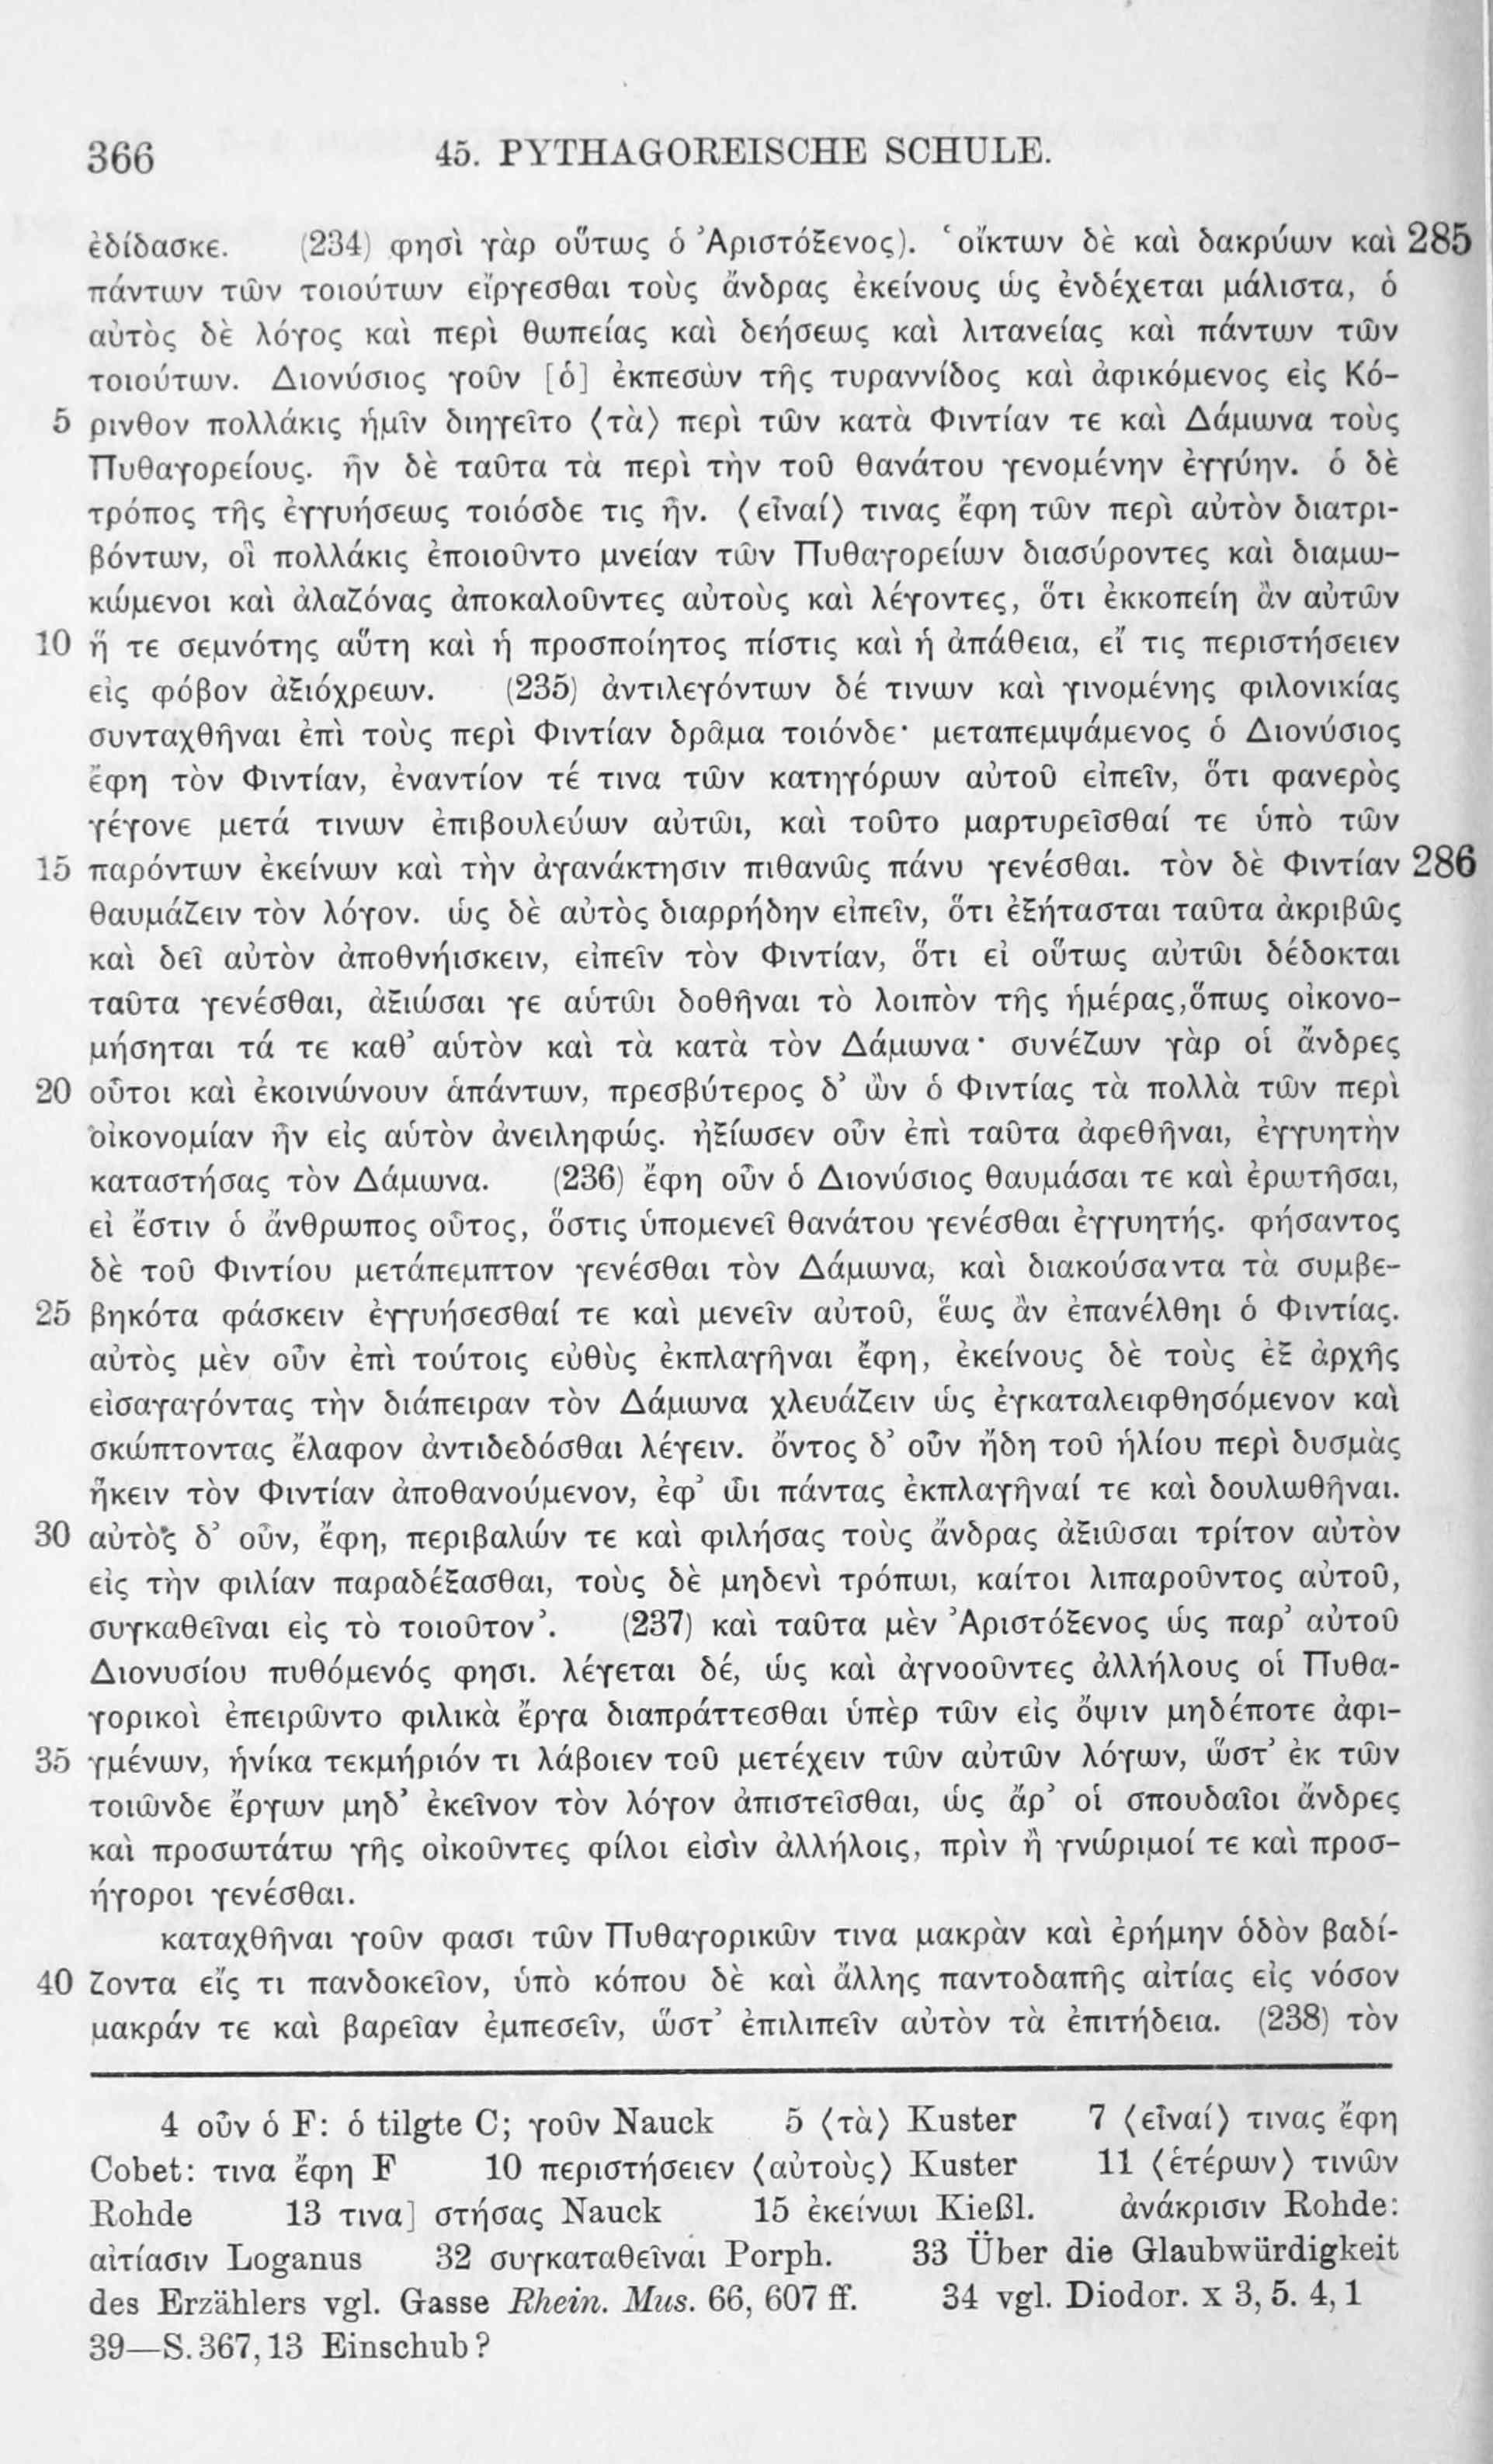 366 45. PYTHAGOREISCHE SCHULE.
ἐδίδασκε. (234) φησὶ γὰρ οὕτως ὁ Ἀριστόξενος). ‘οἴκτων δὲ καὶ δακρύων καὶ 285
πάντων τῶν τοιούτων εἴργεσθαι τοὺς ἄνδρας ἐκείνους ὡς ἐνδέχεται μάλιστα, ὁ
αὐτὸς δὲ λόγος καὶ περὶ θωπείας καὶ δεήσεως καὶ λιτανείας καὶ πάντων τῶν
τοιούτων. Διονύσιος γοῦν [ὁ] ἐκπεσὼν τῆς τυραννίδος καὶ ἀφικόμενος εἰς Κό-
5 ρινθον πολλάκις ἡμῖν διηγεῖτο ⟨τὰ⟩ περὶ τῶν κατὰ Φιντίαν τε καὶ Δάμωνα τοὺς
Πυθαγορείους. ἦν δὲ ταῦτα τὰ περὶ τὴν τοῦ θανάτου γενομένην ἐγγύην. ὁ δὲ
τρόπος τῆς ἐγγυήσεως τοιόσδε τις ἦν. ⟨εἶναί⟩ τινας ἔφη τῶν περὶ αὐτὸν διατρι-
βόντων, οἳ πολλάκις ἐποιοῦντο μνείαν τῶν Πυθαγορείων διασύροντες καὶ διαμω-
κώμενοι καὶ ἀλαζόνας ἀποκαλοῦντες αὐτοὺς καὶ λέγοντες, ὅτι ἐκκοπείη ἂν αὐτῶν
10 ἥ τε σεμνότης αὕτη καὶ ἡ προσποίητος πίστις καὶ ἡ ἀπάθεια, εἴ τις περιστήσειεν
εἰς φόβον ἀξιόχρεων. (235) ἀντιλεγόντων δέ τινων καὶ γινομένης φιλονικίας
συνταχθῆναι ἐπὶ τοὺς περὶ Φιντίαν δρᾶμα τοιόνδε· μεταπεμψάμενος ὁ Διονύσιος
ἔφη τὸν Φιντίαν, ἐναντίον τέ τινα τῶν κατηγόρων αὐτοῦ εἰπεῖν, ὅτι φανερὸς
γέγονε μετά τινων ἐπιβουλεύων αὐτῶι, καὶ τοῦτο μαρτυρεῖσθαί τε ὑπὸ τῶν
15 παρόντων ἐκείνων καὶ τὴν ἀγανάκτησιν πιθανῶς πάνυ γενέσθαι. τὸν δὲ Φιντίαν 286
θαυμάζειν τὸν λόγον. ὡς δὲ αὐτὸς διαρρήδην εἰπεῖν, ὅτι ἐξήτασται ταῦτα ἀκριβῶς
καὶ δεῖ αὐτὸν ἀποθνήισκειν, εἰπεῖν τὸν Φιντίαν, ὅτι εἰ οὕτως αὐτῶι δέδοκται
ταῦτα γενέσθαι, ἀξιώσαι γε αὑτῶι δοθῆναι τὸ λοιπὸν τῆς ἡμέρας,ὅπως οἰκονο-
μήσηται τά τε καθ’ αὑτὸν καὶ τὰ κατὰ τὸν Δάμωνα· συνέζων γὰρ οἱ ἄνδρες
20 οὗτοι καὶ ἐκοινώνουν ἁπάντων, πρεσβύτερος δ’ ὢν ὁ Φιντίας τὰ πολλὰ τῶν περὶ
οἰκονομίαν ἦν εἰς αὑτὸν ἀνειληφώς. ἠξίωσεν οὖν ἐπὶ ταῦτα ἀφεθῆναι, ἐγγυητὴν
καταστήσας τὸν Δάμωνα. (236) ἔφη οὖν ὁ Διονύσιος θαυμάσαι τε καὶ ἐρωτῆσαι,
εἰ ἔστιν ὁ ἄνθρωπος οὗτος, ὅστις ὑπομενεῖ θανάτου γενέσθαι ἐγγυητής. φήσαντος
δὲ τοῦ Φιντίου μετάπεμπτον γενέσθαι τὸν Δάμωνα, καὶ διακούσαντα τὰ συμβε-
25 βηκότα φάσκειν ἐγγυήσεσθαί τε καὶ μενεῖν αὐτοῦ, ἕως ἂν ἐπανέλθηι ὁ Φιντίας.
αὐτὸς μὲν οὖν ἐπὶ τούτοις εὐθὺς ἐκπλαγῆναι ἔφη, ἐκείνους δὲ τοὺς ἐξ ἀρχῆς
εἰσαγαγόντας τὴν διάπειραν τὸν Δάμωνα χλευάζειν ὡς ἐγκαταλειφθησόμενον καὶ
σκώπτοντας ἔλαφον ἀντιδεδόσθαι λέγειν. ὄντος δ’ οὖν ἤδη τοῦ ἡλίου περὶ δυσμὰς
ἥκειν τὸν Φιντίαν ἀποθανούμενον, ἐφ’ ὧι πάντας ἐκπλαγῆναί τε καὶ δουλωθῆναι.
30 αὐτὸς δ’ οὖν, ἔφη, περιβαλών τε καὶ φιλήσας τοὺς ἄνδρας ἀξιῶσαι τρίτον αὐτὸν
εἰς τὴν φιλίαν παραδέξασθαι, τοὺς δὲ μηδενὶ τρόπωι, καίτοι λιπαροῦντος αὐτοῦ,
συγκαθεῖναι εἰς τὸ τοιοῦτον’. (237) καὶ ταῦτα μὲν Ἀριστόξενος ὡς παρ’ αὐτοῦ
Διονυσίου πυθόμενός φησι. λέγεται δέ, ὡς καὶ ἀγνοοῦντες ἀλλήλους οἱ Πυθα-
γορικοὶ ἐπειρῶντο φιλικὰ ἔργα διαπράττεσθαι ὑπὲρ τῶν εἰς ὄψιν μηδέποτε ἀφι-
35 γμένων, ἡνίκα τεκμήριόν τι λάβοιεν τοῦ μετέχειν τῶν αὐτῶν λόγων, ὥστ’ ἐκ τῶν
τοιῶνδε ἔργων μηδ’ ἐκεῖνον τὸν λόγον ἀπιστεῖσθαι, ὡς ἄρ’ οἱ σπουδαῖοι ἄνδρες
καὶ προσωτάτω γῆς οἰκοῦντες φίλοι εἰσὶν ἀλλήλοις, πρὶν ἢ γνώριμοί τε καὶ προσ-
ήγοροι γενέσθαι.
καταχθῆναι γοῦν φασι τῶν Πυθαγορικῶν τινα μακρὰν καὶ ἐρήμην ὁδὸν βαδί-
40 ζοντα εἴς τι πανδοκεῖον, ὑπὸ κόπου δὲ καὶ ἄλλης παντοδαπῆς αἰτίας εἰς νόσον
μακράν τε καὶ βαρεῖαν ἐμπεσεῖν, ὥστ’ ἐπιλιπεῖν αὐτὸν τὰ ἐπιτήδεια. (238) τὸν
4 οὖν ὁ F: ὁ tilgte C; γοῦν Nauck 5 ⟨τὰ⟩ Kuster 7 ⟨εἶναί⟩ τινας ἔφη
Cobet: τινα ἔφη F 10 περιστήσειεν ⟨αὐτοὺς⟩ Kuster 11 ⟨ἑτέρων⟩ τινῶν
Rohde 13 τινα] στήσας Nauck 15 ἐκείνωι Kießl. ἀνάκρισιν Rohde:
αἰτίασιν Loganus 32 συγκαταθεῖναι Porph. 33 Über die Glaubwürdigkeit
des Erzählers vgl. Gasse Rhein. Mus. 66, 607 ff. 34 vgl. Diodor. X 3, 5. 4, 1
39—S. 367, 13 Einschub?